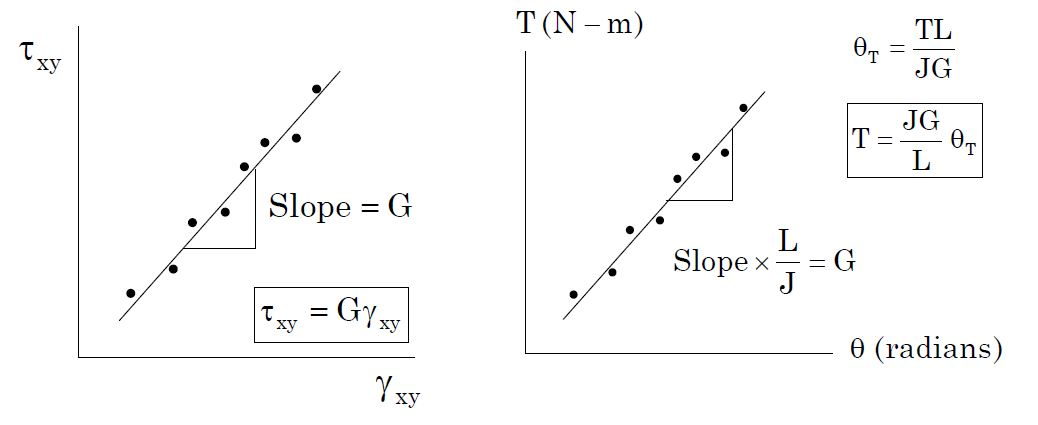 τxy
Slope = G
τxy = Gγxy
γxy
T (N – m)
θT = TL/JG
T = JG/L θT
Slope × L/J = G
θ (radians)